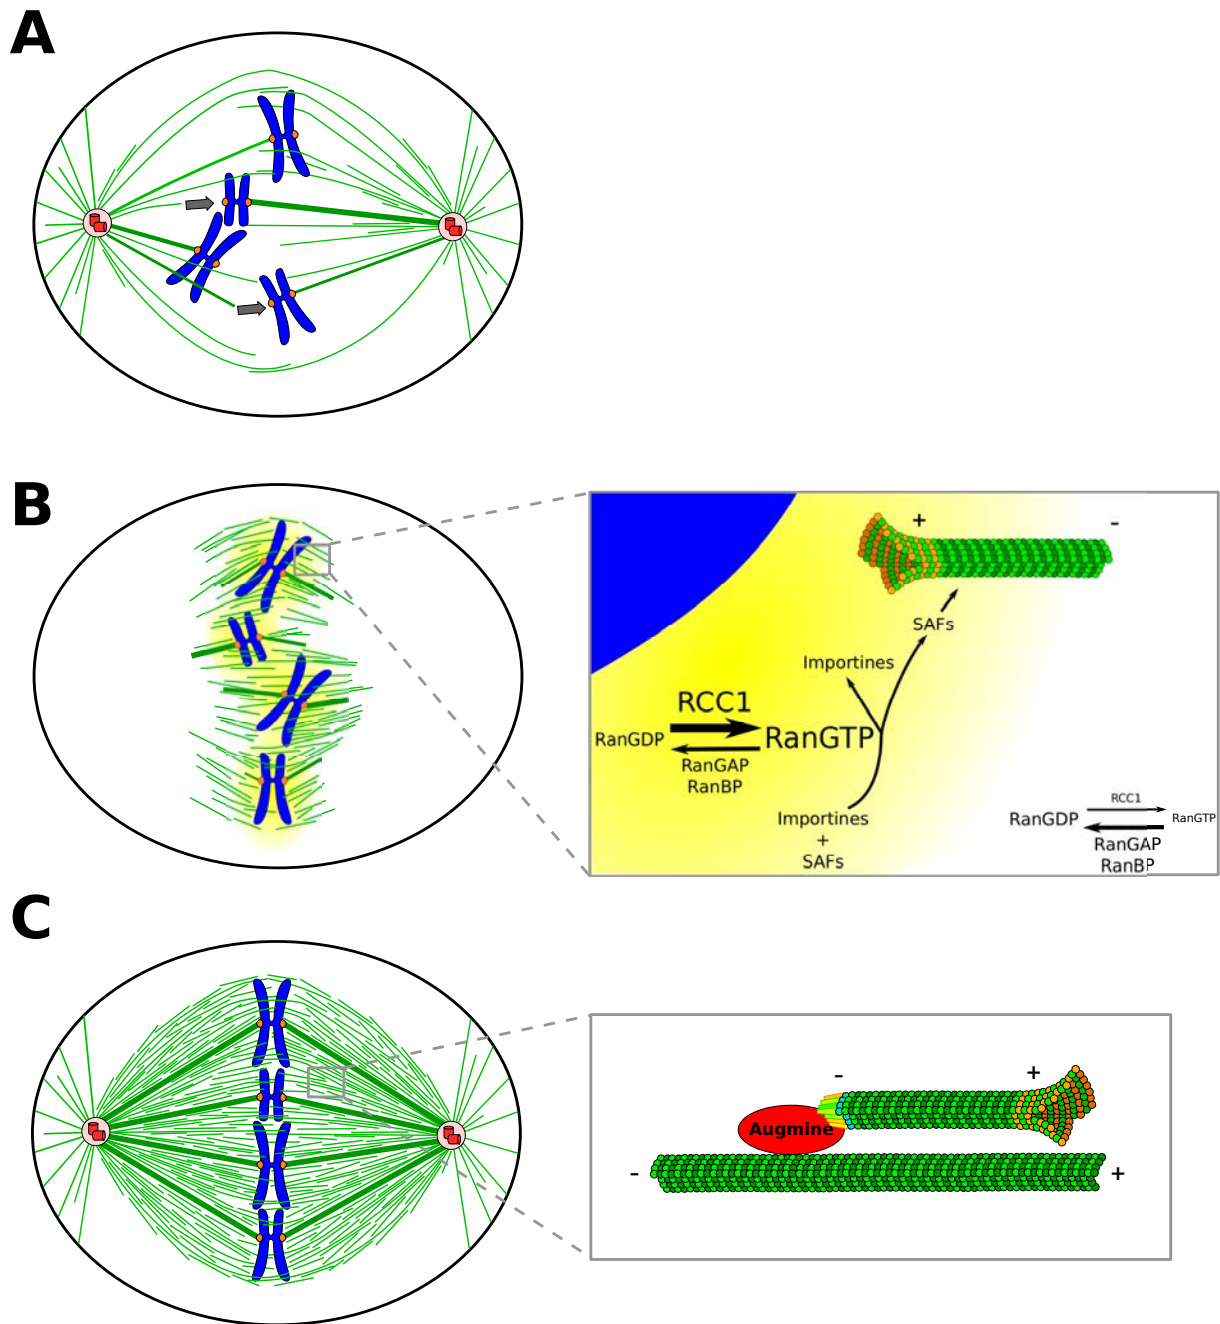 A
B
+ -
SAFs
Importines
RCC1
RanGDP RanGTP
RanGAP
RanBP
Importines
+
SAFs
RCC1
RanGDP RanGTP
RanGAP
RanBP
C
- +
Augmine
- +